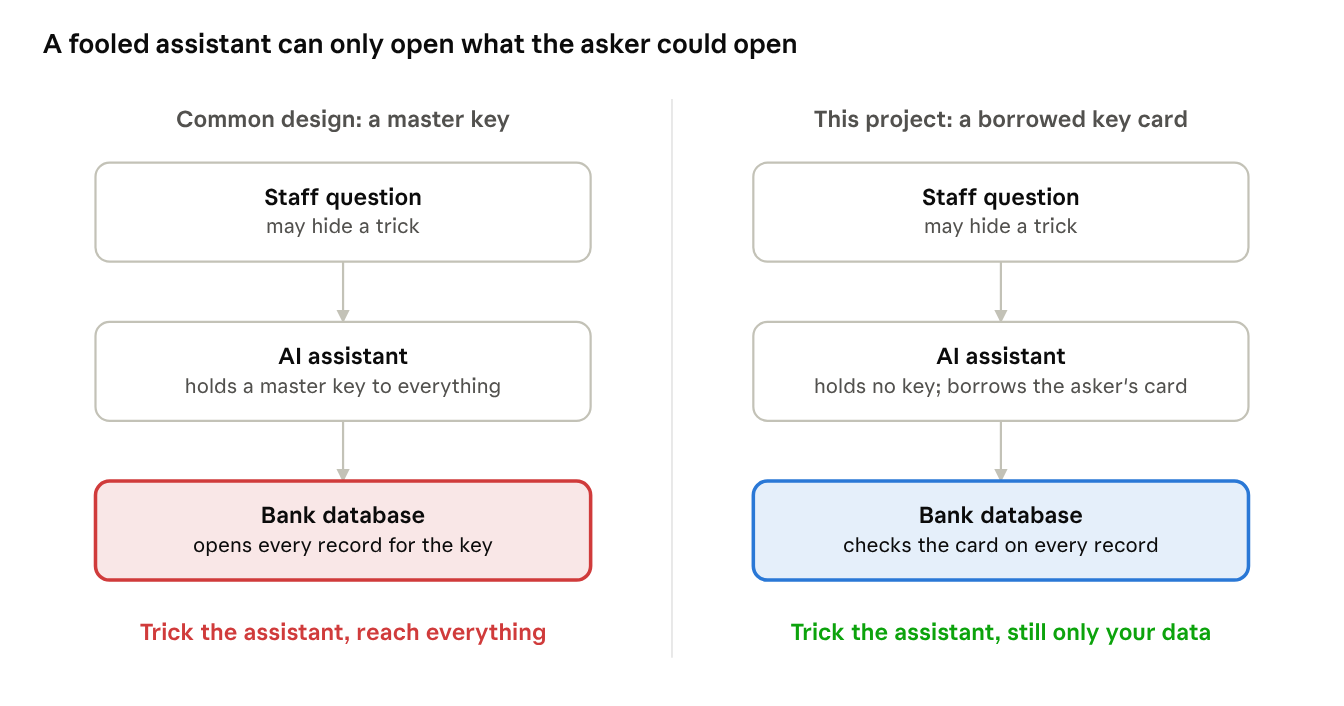 A fooled assistant can only open what the asker could open
Common design: a master key
Staff question
may hide a trick
AI assistant
holds a master key to everything
Bank database
opens every record for the key
Trick the assistant, reach everything
This project: a borrowed key card
Staff question
may hide a trick
AI assistant
holds no key; borrows the asker's card
Bank database
checks the card on every record
Trick the assistant, still only your data